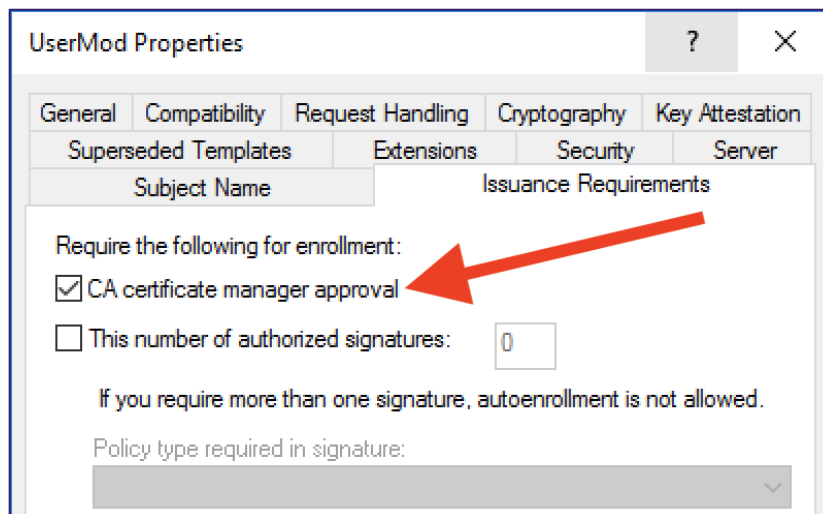 UserMod Properties
? ×
General Compatibility Request Handling Cryptography Key Attestation
Superseded Templates Extensions Security Server
Subject Name Issuance Requirements
Require the following for enrollment:
CA certificate manager approval
This number of authorized signatures: 0
If you require more than one signature, autoenrollment is not allowed.
Policy type required in signature: